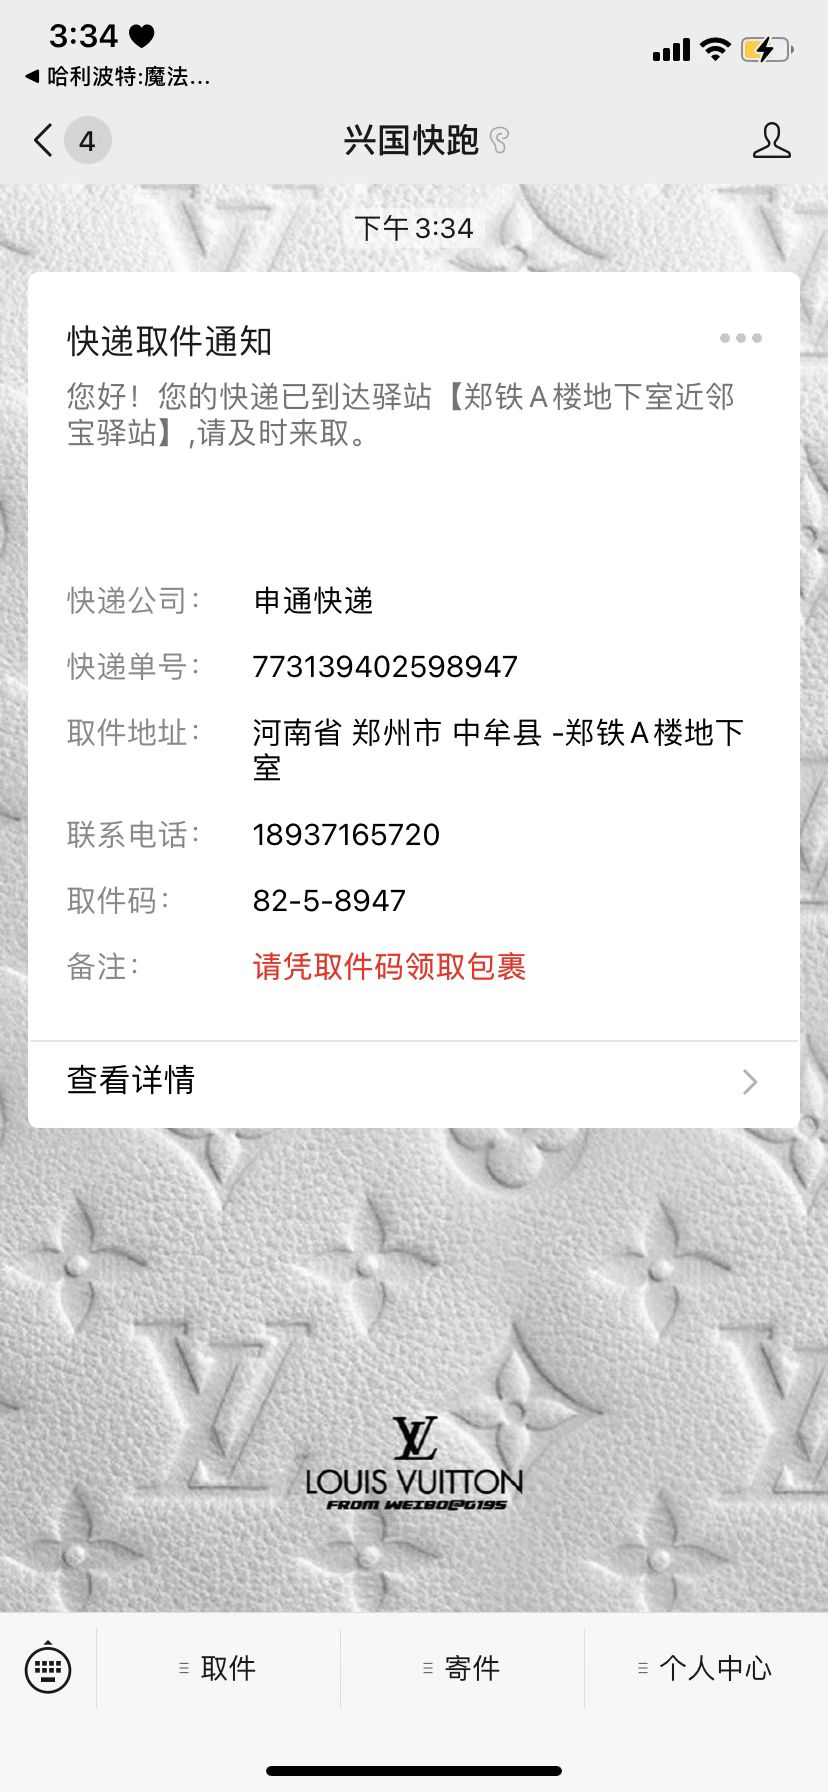 3:34
哈利波特:魔法...
4
兴国快跑
下午3:34
快递取件通知
您好！您的快递已到达驿站【郑铁A楼地下室近邻
宝驿站】,请及时来取。
快递公司： 申通快递
快递单号： 773139402598947
取件地址： 河南省 郑州市 中牟县 -郑铁A楼地下
室
联系电话： 18937165720
取件码： 82-5-8947
备注： 请凭取件码领取包裹
查看详情
LV
LOUIS VUITTON
FROM WEIBO@G195
取件
寄件
个人中心